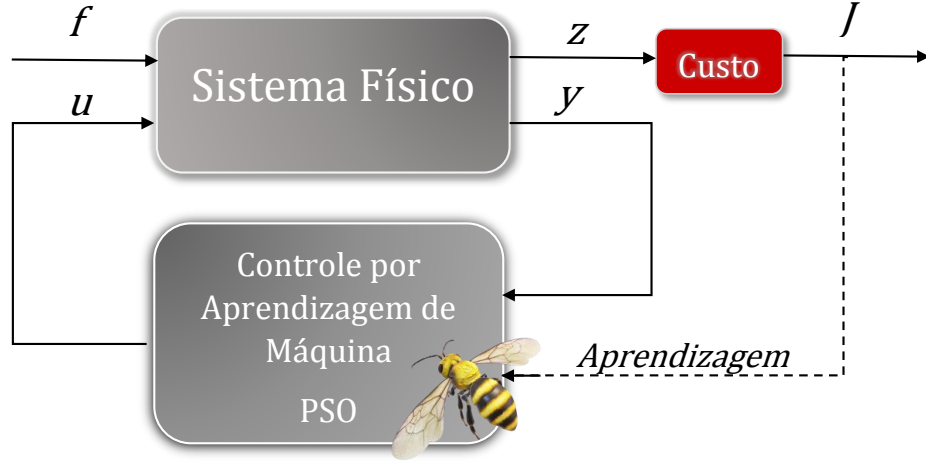 f
z
J
Sistema Físico
Custo
u
y
Controle por
Aprendizagem de
Máquina
Aprendizagem
PSO